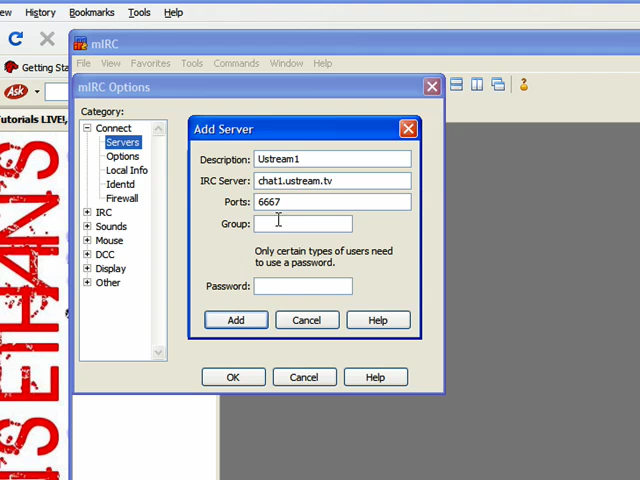 ew History Bookmarks Tools Help
mIRC
Getting Sta
File View Favorites Tools Commands Window Help
Ask
mIRC Options
utorials LIVE!,
Category:
Connect
Servers
Options
Local Info
Identd
Firewall
IRC
Sounds
Mouse
DCC
Display
Other
Add Server
Description: Ustream1
IRC Server: chat1.ustream.tv
Ports: 6667
Group:
Only certain types of users need
to use a password.
Password:
Add Cancel Help
OK Cancel Help